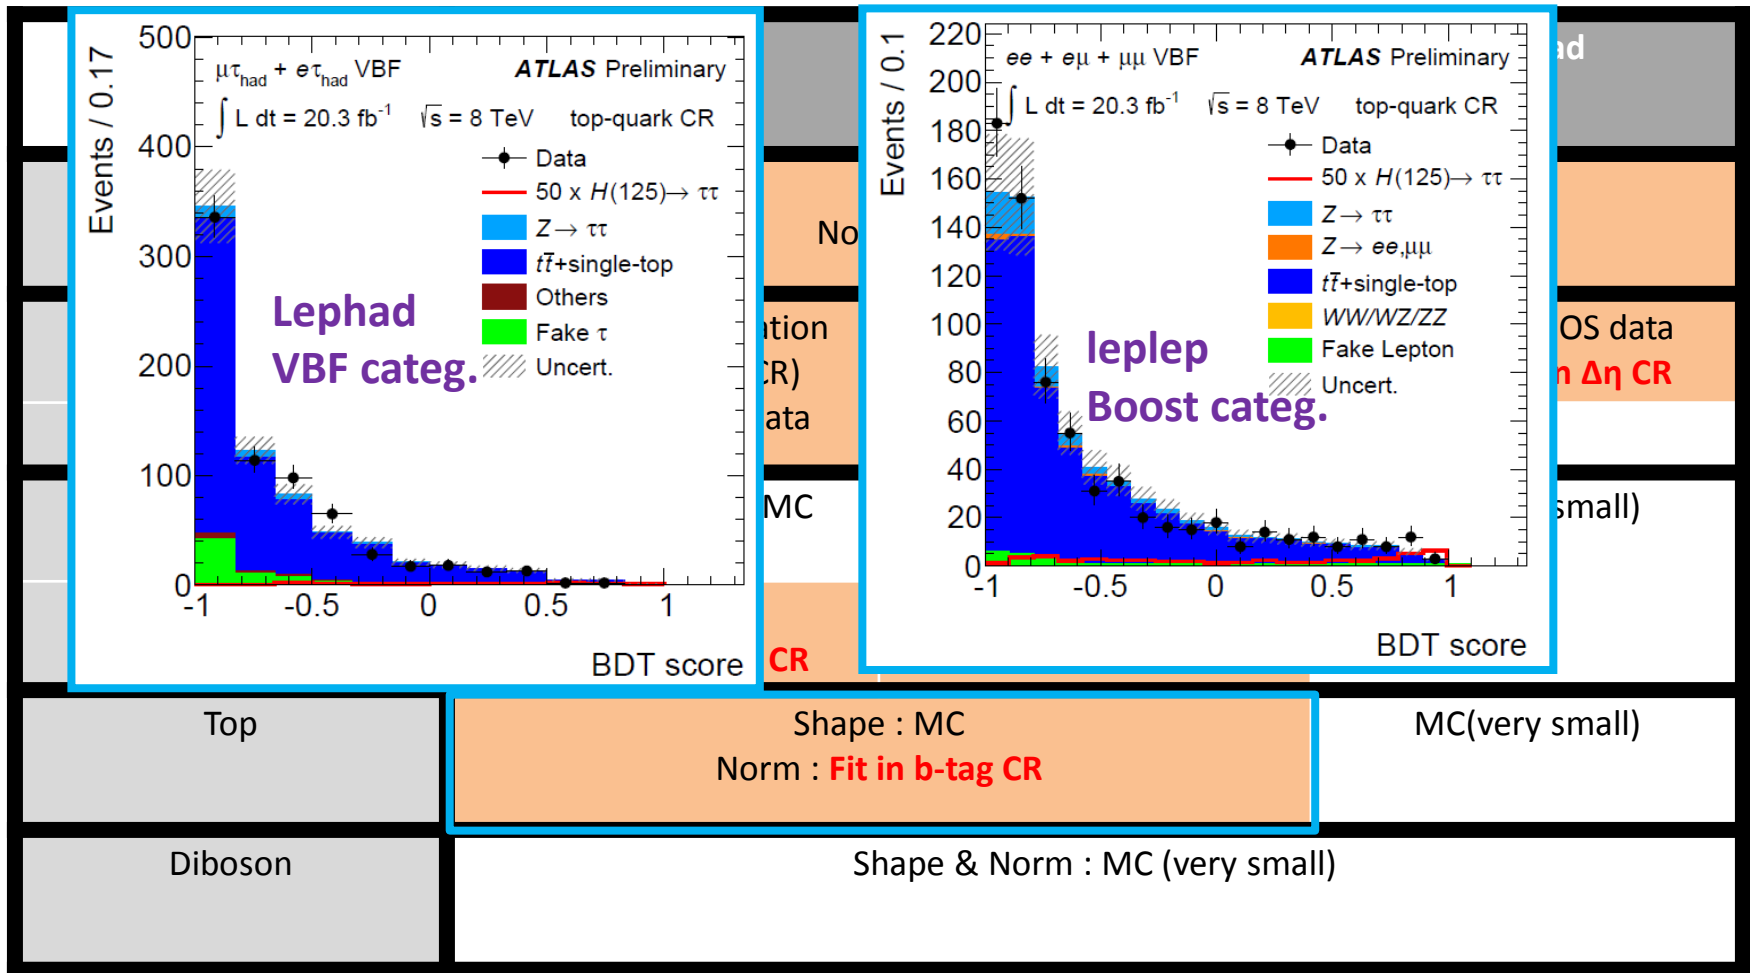 500
400
300
200
100
0
-1 -0.5 0 0.5 1
Events / 0.17
μτhad + eτhad VBF ATLAS Preliminary
∫ L dt = 20.3 fb-1 √s = 8 TeV top-quark CR
Data
50 x H(125)→ ττ
Z→ ττ
tt̅+single-top
Others
Fake τ
Uncert.
Lephad
VBF categ.
BDT score
220
200
180
160
140
120
100
80
60
40
20
0
-1 -0.5 0 0.5 1
Events / 0.1
ee + eμ + μμ VBF ATLAS Preliminary
∫ L dt = 20.3 fb-1 √s = 8 TeV top-quark CR
Data
50 x H(125)→ ττ
Z→ ττ
Z→ ee,μμ
tt̅+single-top
WW/WZ/ZZ
Fake Lepton
Uncert.
leplep
Boost categ.
BDT score
OS data
Δη CR
MC
small)
CR
Top
Shape : MC
Norm : Fit in b-tag CR
MC(very small)
Diboson
Shape & Norm : MC (very small)